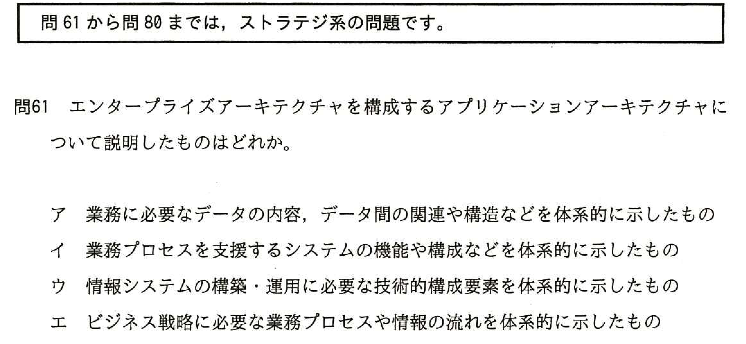 問 61 から問 80 までは，ストラテジ系の問題です。
問61 エンタープライズアーキテクチャを構成するアプリケーションアーキテクチャに
ついて説明したものはどれか。
ア 業務に必要なデータの内容，データ間の関連や構造などを体系的に示したもの
イ 業務プロセスを支援するシステムの機能や構成などを体系的に示したもの
ウ 情報システムの構築・運用に必要な技術的構成要素を体系的に示したもの
エ ビジネス戦略に必要な業務プロセスや情報の流れを体系的に示したもの